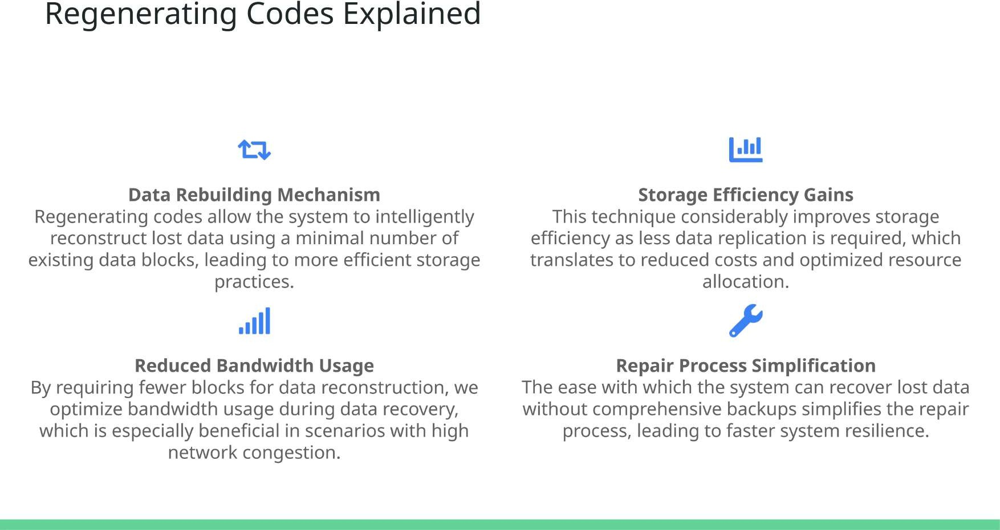 Regenerating Codes Explained
Data Rebuilding Mechanism
Regenerating codes allow the system to intelligently
reconstruct lost data using a minimal number of
existing data blocks, leading to more efficient storage
practices.
Storage Efficiency Gains
This technique considerably improves storage
efficiency as less data replication is required, which
translates to reduced costs and optimized resource
allocation.
Reduced Bandwidth Usage
By requiring fewer blocks for data reconstruction, we
optimize bandwidth usage during data recovery,
which is especially beneficial in scenarios with high
network congestion.
Repair Process Simplification
The ease with which the system can recover lost data
without comprehensive backups simplifies the repair
process, leading to faster system resilience.